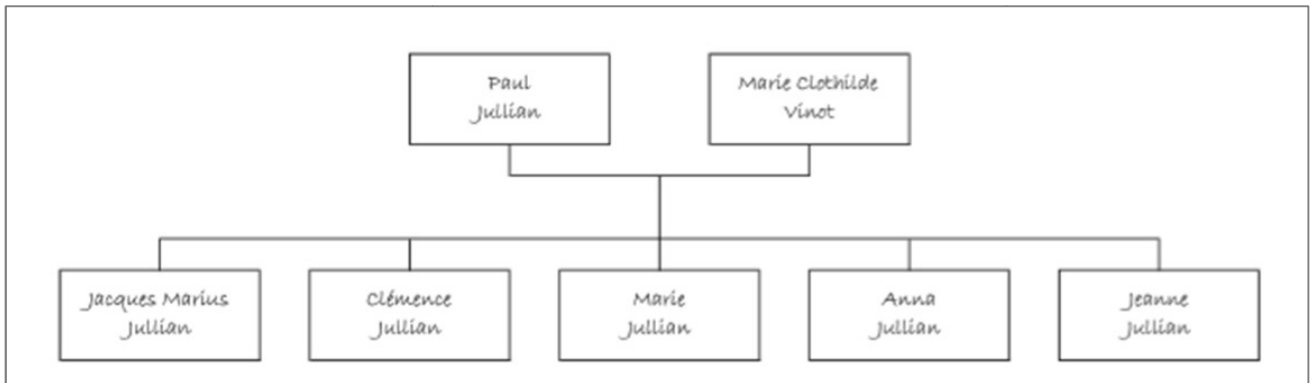 Paul
Jullian
Marie Clothilde
Vinot
Jacques Marius
Jullian
Clémence
Jullian
Marie
Jullian
Anna
Jullian
Jeanne
Jullian